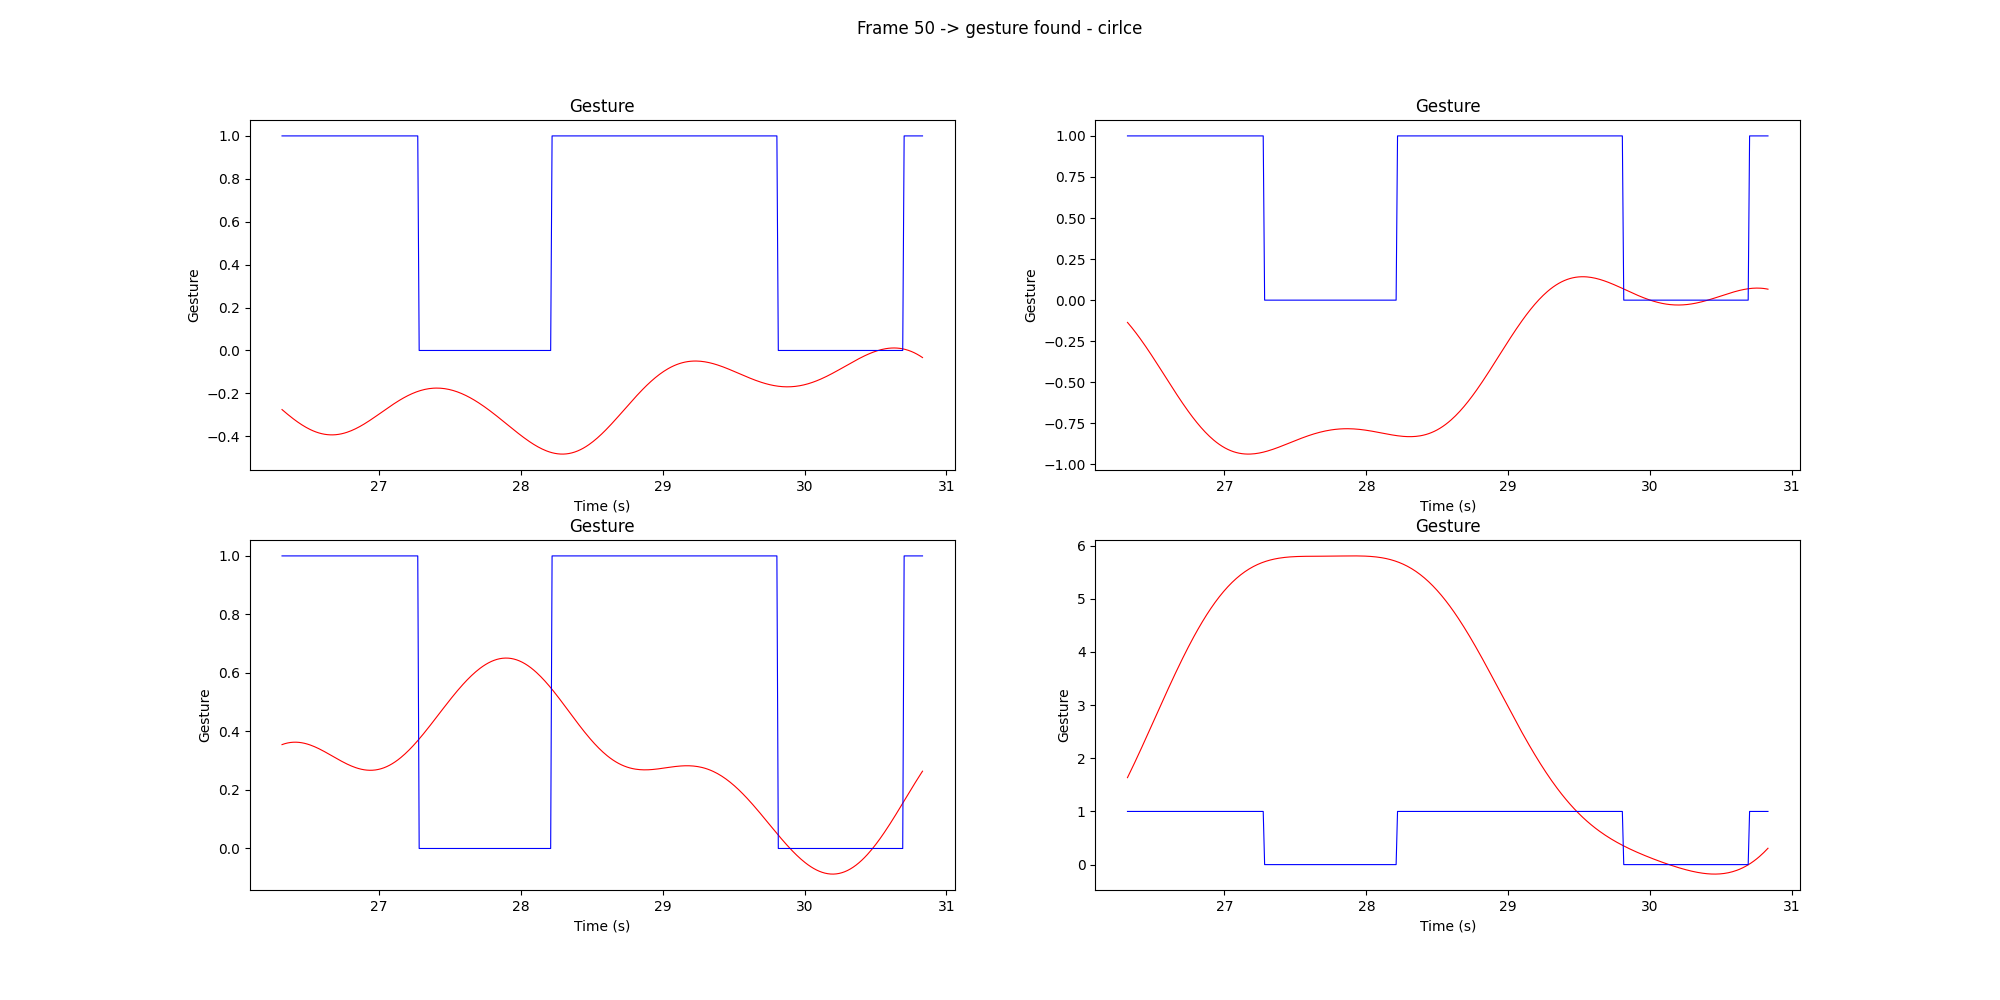 Frame 50 -> gesture found - cirlce
Gesture
1.0
0.8
0.6
0.4
0.2
0.0
−0.2
−0.4
Gesture
27 28 29 30 31
Time (s)
Gesture
1.00
0.75
0.50
0.25
0.00
−0.25
−0.50
−0.75
−1.00
Gesture
27 28 29 30 31
Time (s)
Gesture
1.0
0.8
0.6
0.4
0.2
0.0
Gesture
27 28 29 30 31
Time (s)
Gesture
6
5
4
3
2
1
0
Gesture
27 28 29 30 31
Time (s)